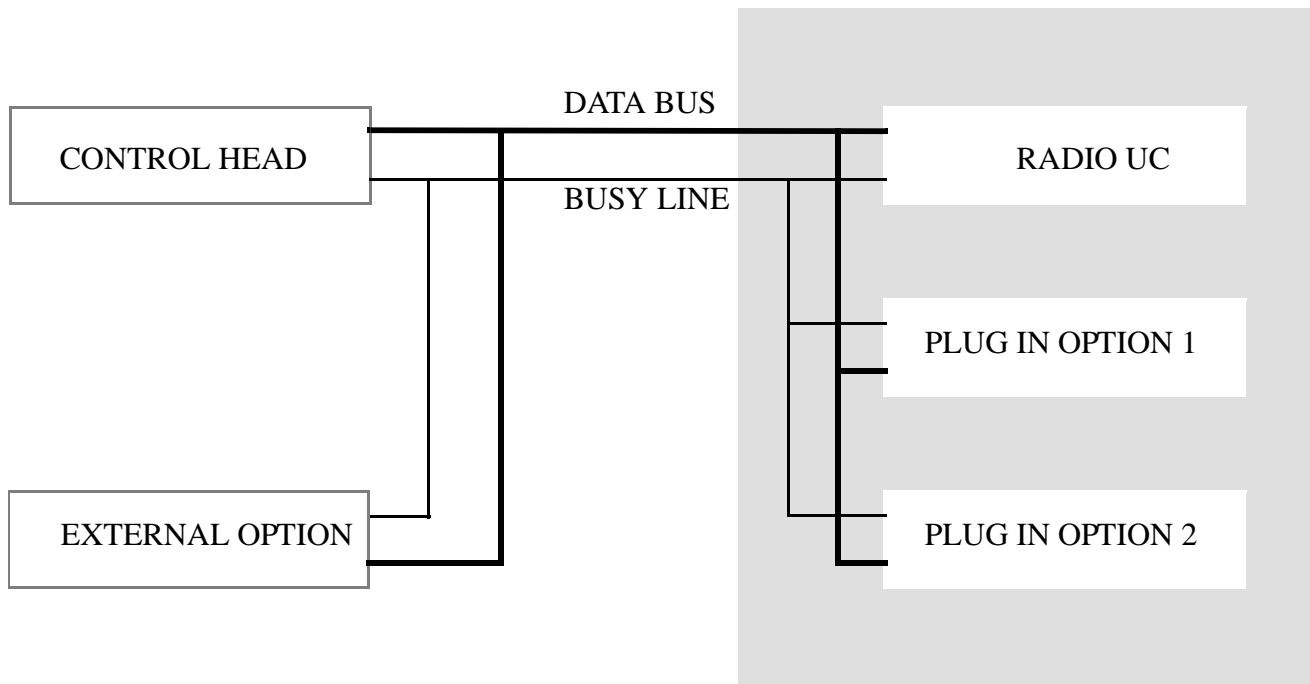 DATA BUS
CONTROL HEAD
RADIO UC
BUSY LINE
PLUG IN OPTION 1
EXTERNAL OPTION
PLUG IN OPTION 2